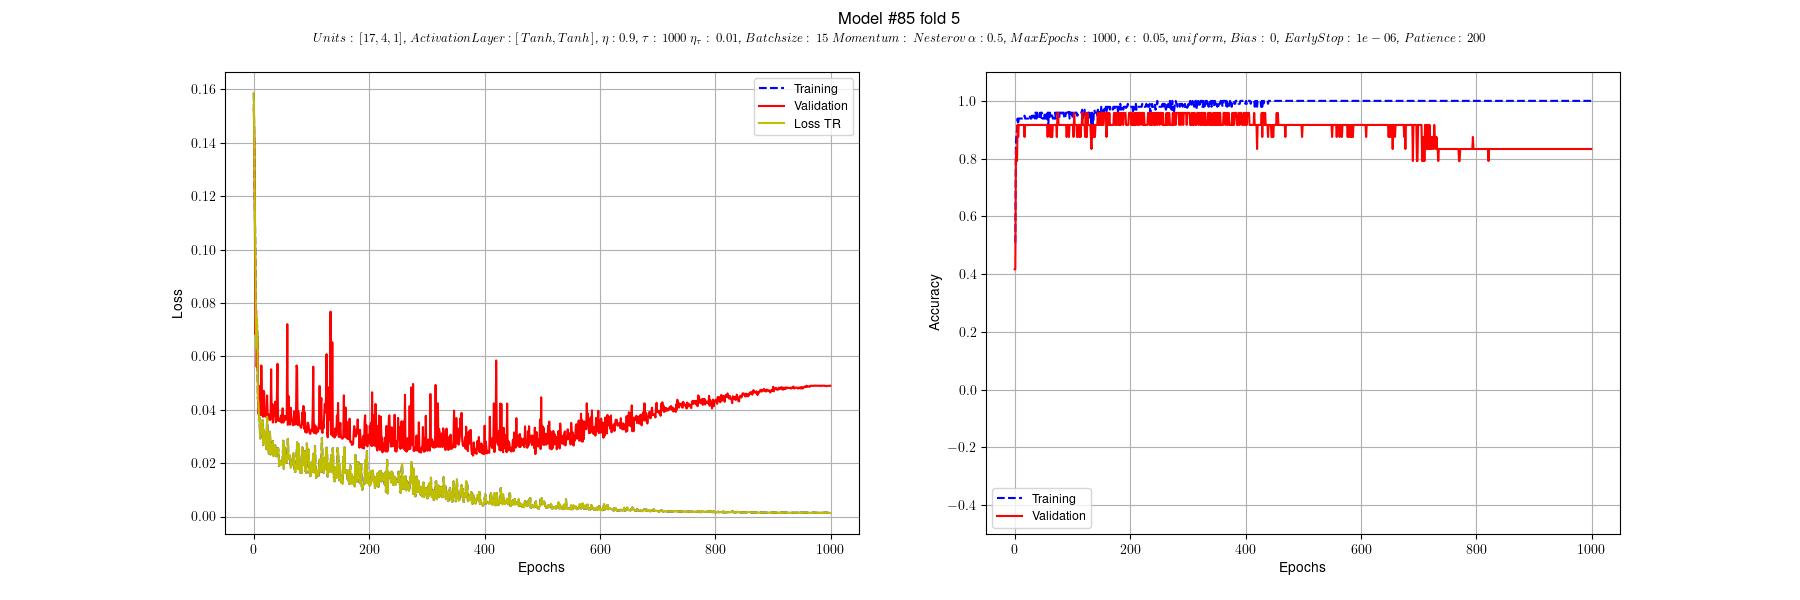 Model #85 fold 5
Units : [17, 4, 1], ActivationLayer : [Tanh, Tanh], η : 0.9, τ : 1000 ητ : 0.01, Batchsize : 15 Momentum : Nesterov α : 0.5, MaxEpochs : 1000, ϵ : 0.05, uniform, Bias : 0, EarlyStop : 1e − 06, Patience : 200
0.16
0.14
0.12
0.10
0.08
0.06
0.04
0.02
0.00
Loss
Training
Validation
Loss TR
0 200 400 600 800 1000
Epochs
1.0
0.8
0.6
0.4
0.2
0.0
−0.2
−0.4
Accuracy
Training
Validation
0 200 400 600 800 1000
Epochs